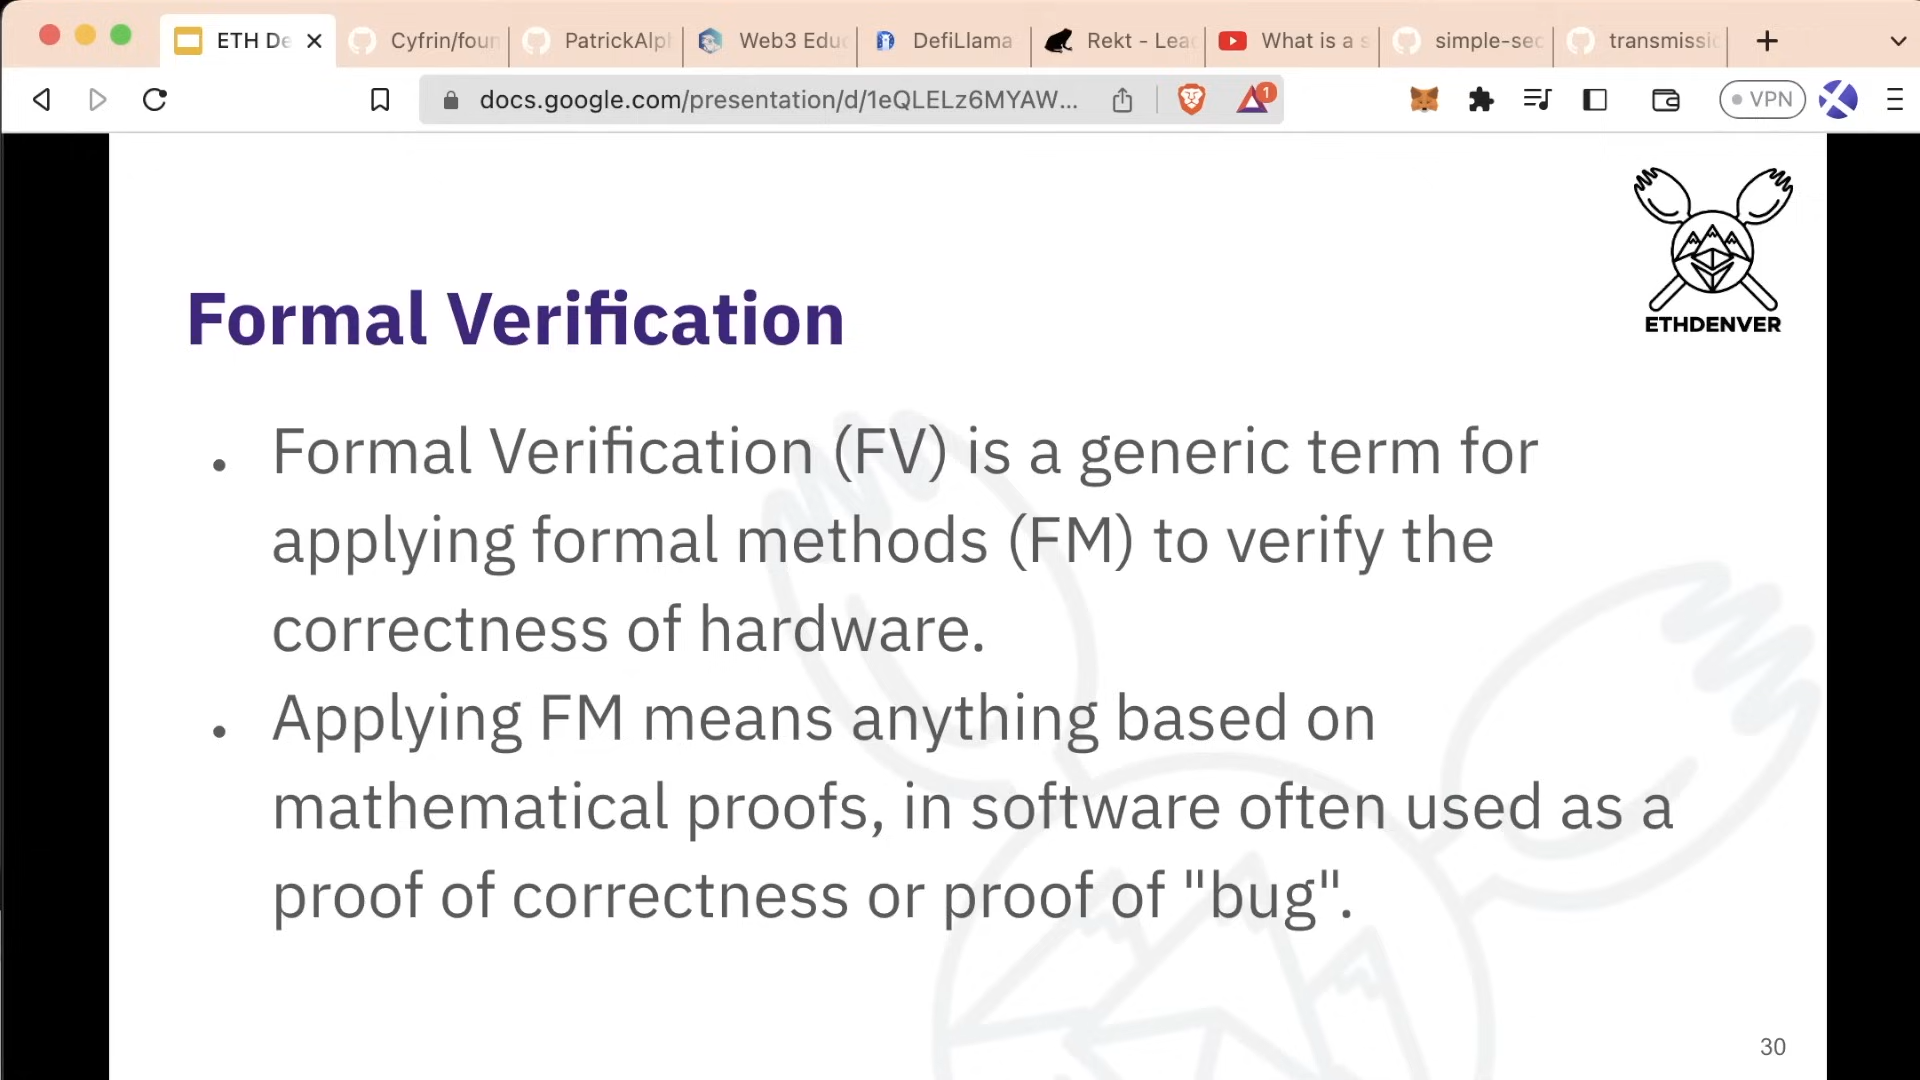 ETH De
Cyfrin/foun
PatrickAlph
Web3 Educ
DefiLlama
Rekt - Lea
What is a s
simple-sec
transmissi
docs.google.com/presentation/d/1eQLELz6MYAW...
1
VPN
ETHDENVER
Formal Verification
• Formal Verification (FV) is a generic term for
applying formal methods (FM) to verify the
correctness of hardware.
• Applying FM means anything based on
mathematical proofs, in software often used as a
proof of correctness or proof of "bug".
30